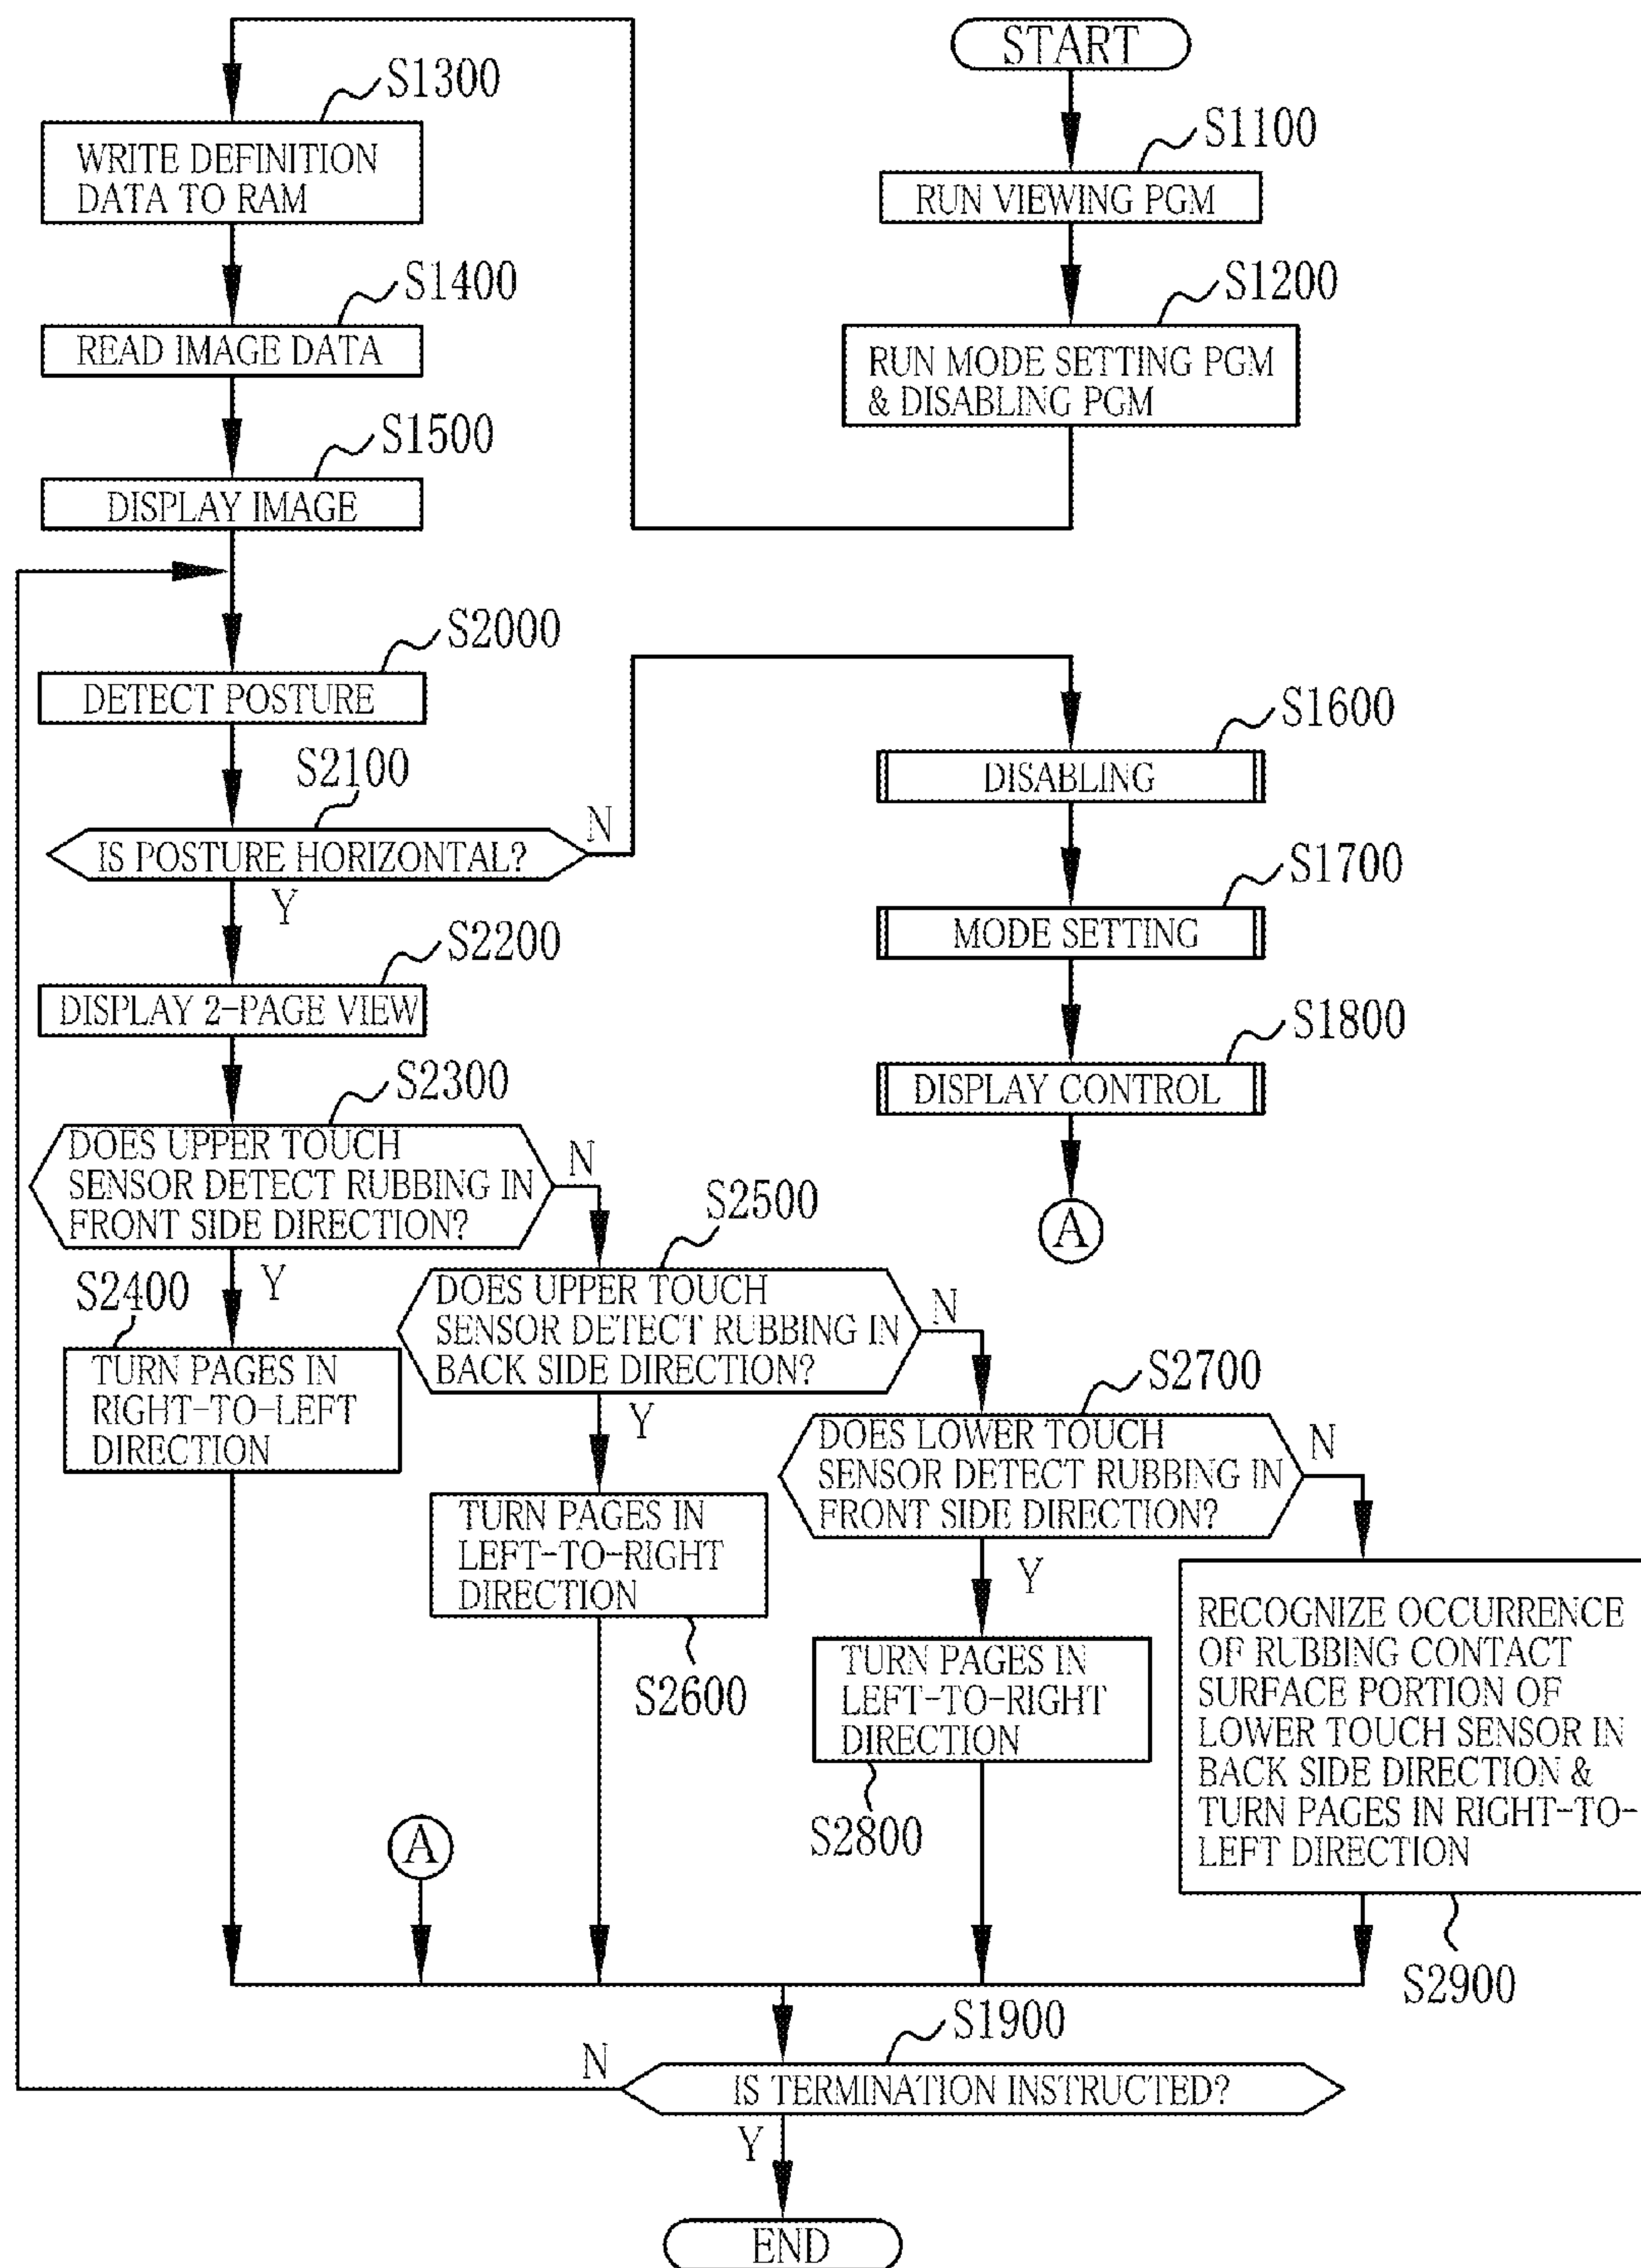 START
S1100
RUN VIEWING PGM
S1200
RUN MODE SETTING PGM
& DISABLING PGM
S1300
WRITE DEFINITION
DATA TO RAM
S1400
READ IMAGE DATA
S1500
DISPLAY IMAGE
S2000
DETECT POSTURE
S2100
IS POSTURE HORIZONTAL?
N
Y
S1600
DISABLING
S1700
MODE SETTING
S1800
DISPLAY CONTROL
A
S2200
DISPLAY 2-PAGE VIEW
S2300
DOES UPPER TOUCH
SENSOR DETECT RUBBING IN
FRONT SIDE DIRECTION?
N
Y
S2400
TURN PAGES IN
RIGHT-TO-LEFT
DIRECTION
S2500
DOES UPPER TOUCH
SENSOR DETECT RUBBING IN
BACK SIDE DIRECTION?
N
Y
TURN PAGES IN
LEFT-TO-RIGHT
DIRECTION
S2600
S2700
DOES LOWER TOUCH
SENSOR DETECT RUBBING IN
FRONT SIDE DIRECTION?
N
Y
TURN PAGES IN
LEFT-TO-RIGHT
DIRECTION
S2800
RECOGNIZE OCCURRENCE
OF RUBBING CONTACT
SURFACE PORTION OF
LOWER TOUCH SENSOR IN
BACK SIDE DIRECTION &
TURN PAGES IN RIGHT-TO-
LEFT DIRECTION
S2900
A
S1900
IS TERMINATION INSTRUCTED?
N
Y
END